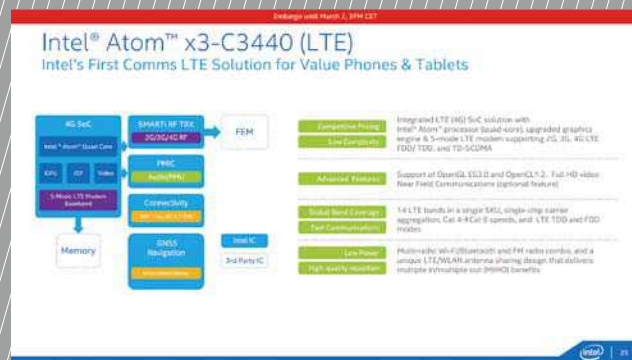 Embargo until March 2, 3PM CET
Intel® Atom™ x3-C3440 (LTE)
Intel's First Comms LTE Solution for Value Phones & Tablets
4G SoC
Intel® Atom™ Quad Core
GFX
ISP
Video
5-Mode LTE Modem
Baseband
Memory
SMARTi RF TRX
2G/3G/4G RF
FEM
PMIC
Audio/PMU
Connectivity
GNSS
Navigation
Intel IC
3rd Party IC
Competitive Pricing
Low Complexity
Integrated LTE (4G) SoC solution with
Intel® Atom™ processor (quad-core), upgraded graphics
engine & 5-mode LTE modem supporting 2G, 3G, 4G LTE
FDD/ TDD, and TD-SCDMA
Advanced Features
Support of OpenGL ES3.0 and OpenCL1.2. Full HD video
Near Field Communications (optional feature)
Global Band Coverage
Fast Communications
14 LTE bands in a single SKU, single-chip carrier
aggregation, Cat 4 +Cat 6 speeds, and LTE TDD and FDD
modes
Low Power
High quality reception
Multi-radio Wi-Fi/Bluetooth and FM radio combo, and a
unique LTE/WLAN antenna sharing design that delivers
multiple in/multiple out (MIMO) benefits
intel
25